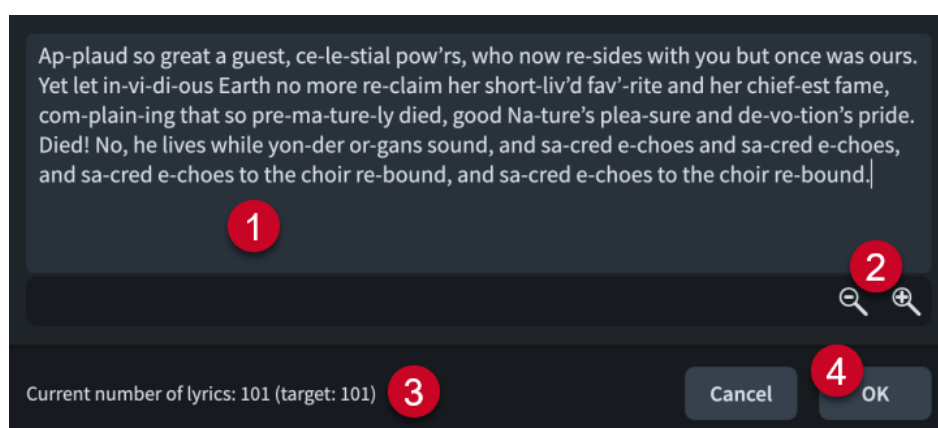 Ap-plaud so great a guest, ce-le-stial pow’rs, who now re-sides with you but once was ours.
Yet let in-vi-di-ous Earth no more re-claim her short-liv’d fav’-rite and her chief-est fame,
com-plain-ing that so pre-ma-ture-ly died, good Na-ture’s plea-sure and de-vo-tion’s pride.
Died! No, he lives while yon-der or-gans sound, and sa-cred e-choes and sa-cred e-choes,
and sa-cred e-choes to the choir re-bound, and sa-cred e-choes to the choir re-bound.
1
2
Current number of lyrics: 101 (target: 101)
3
Cancel
4
OK